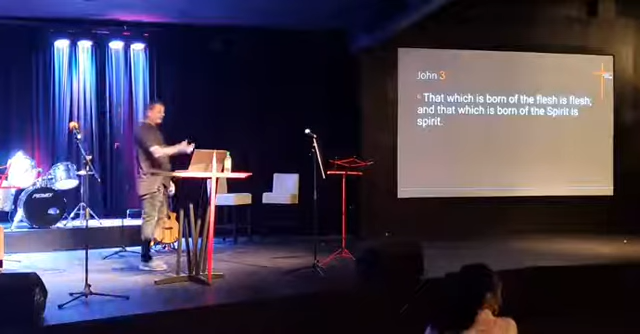 John 3
6 That which is born of the flesh is flesh,
and that which is born of the Spirit is
spirit.